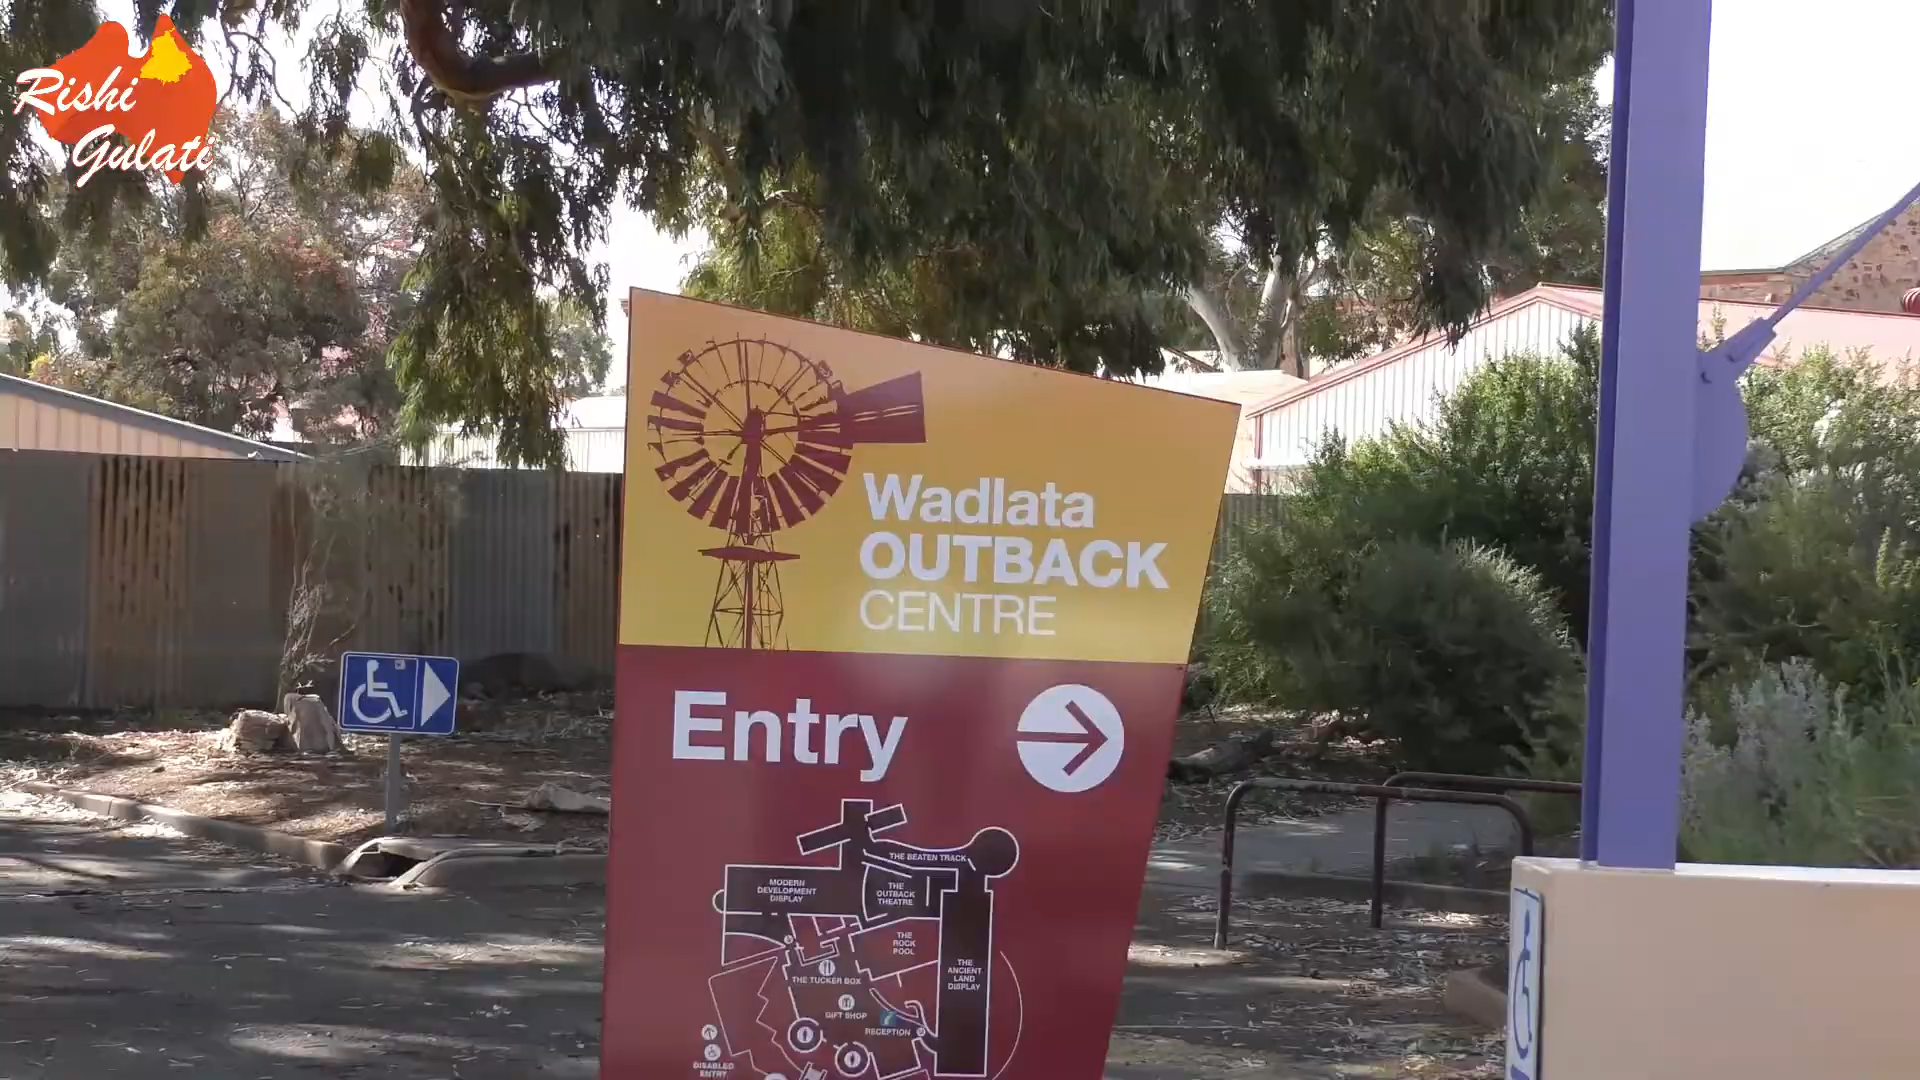 Rishi
Gulati
Wadlata
OUTBACK
CENTRE
Entry
THE BEATEN TRACK
MODERN
DEVELOPMENT
DISPLAY
THE
OUTBACK
THEATRE
THE
ROCK
POOL
THE
ANCIENT
LAND
DISPLAY
THE TUCKER BOX
GIFT SHOP
RECEPTION
DISABLED
ENTRY